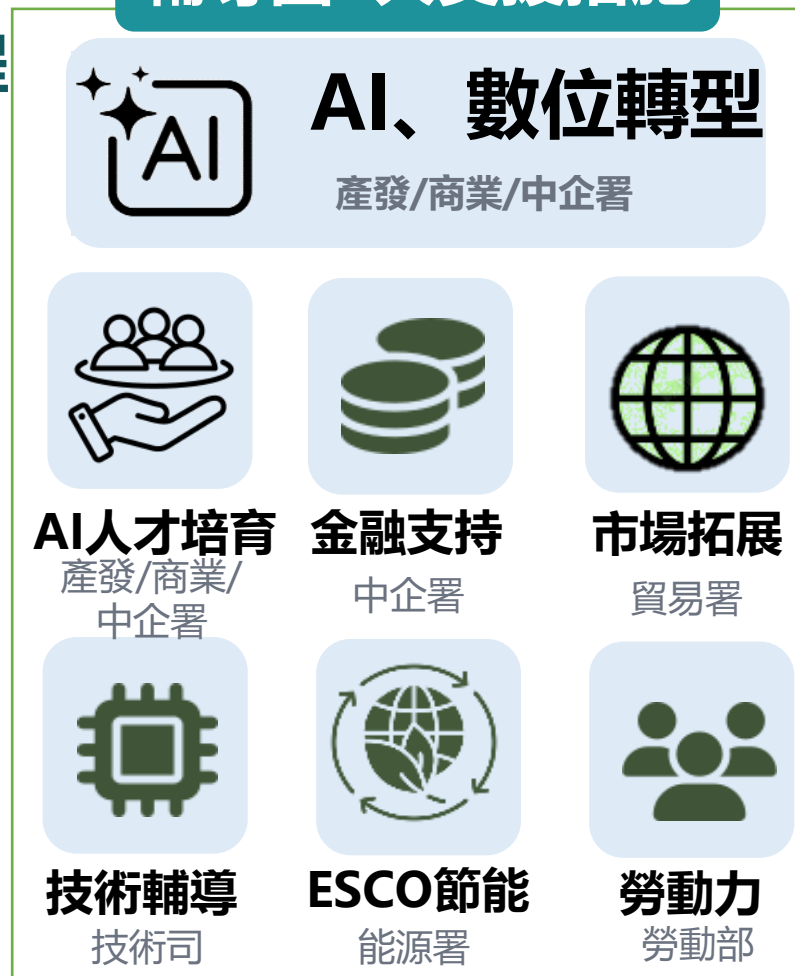 AI、數位轉型
產發/商業/中企署
AI人才培育
產發/商業/
中企署
金融支持
中企署
市場拓展
貿易署
技術輔導
技術司
ESCO節能
能源署
勞動力
勞動部